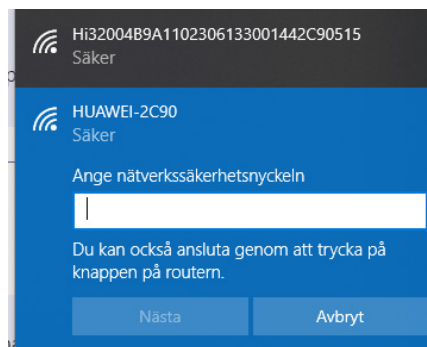 Hi32004B9A1102306133001442C90515
Säker
HUAWEI-2C90
Säker
Ange nätverkssäkerhetsnyckeln
Du kan också ansluta genom att trycka på
knappen på routern.
Nästa
Avbryt